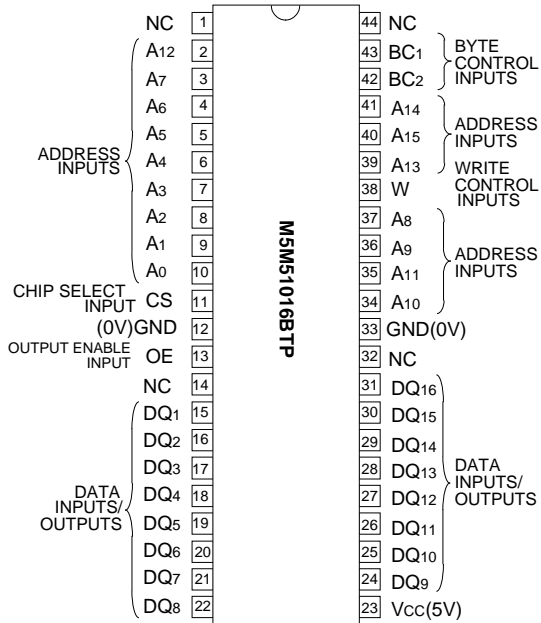 NC 1
A12 2
A7 3
A6 4
A5 5
A4 6
A3 7
A2 8
A1 9
A0 10
ADDRESS
INPUTS
CHIP SELECT
INPUT CS 11
(0V)GND 12
OUTPUT ENABLE
INPUT OE 13
NC 14
DQ1 15
DQ2 16
DQ3 17
DQ4 18
DQ5 19
DQ6 20
DQ7 21
DQ8 22
DATA
INPUTS/
OUTPUTS
M5M51016BTP
44 NC
43 BC1
42 BC2
BYTE
CONTROL
INPUTS
41 A14
40 A15
39 A13
ADDRESS
INPUTS
38 W
WRITE
CONTROL
INPUTS
37 A8
36 A9
35 A11
34 A10
ADDRESS
INPUTS
33 GND(0V)
32 NC
31 DQ16
30 DQ15
29 DQ14
28 DQ13
27 DQ12
26 DQ11
25 DQ10
24 DQ9
DATA
INPUTS/
OUTPUTS
23 VCC(5V)